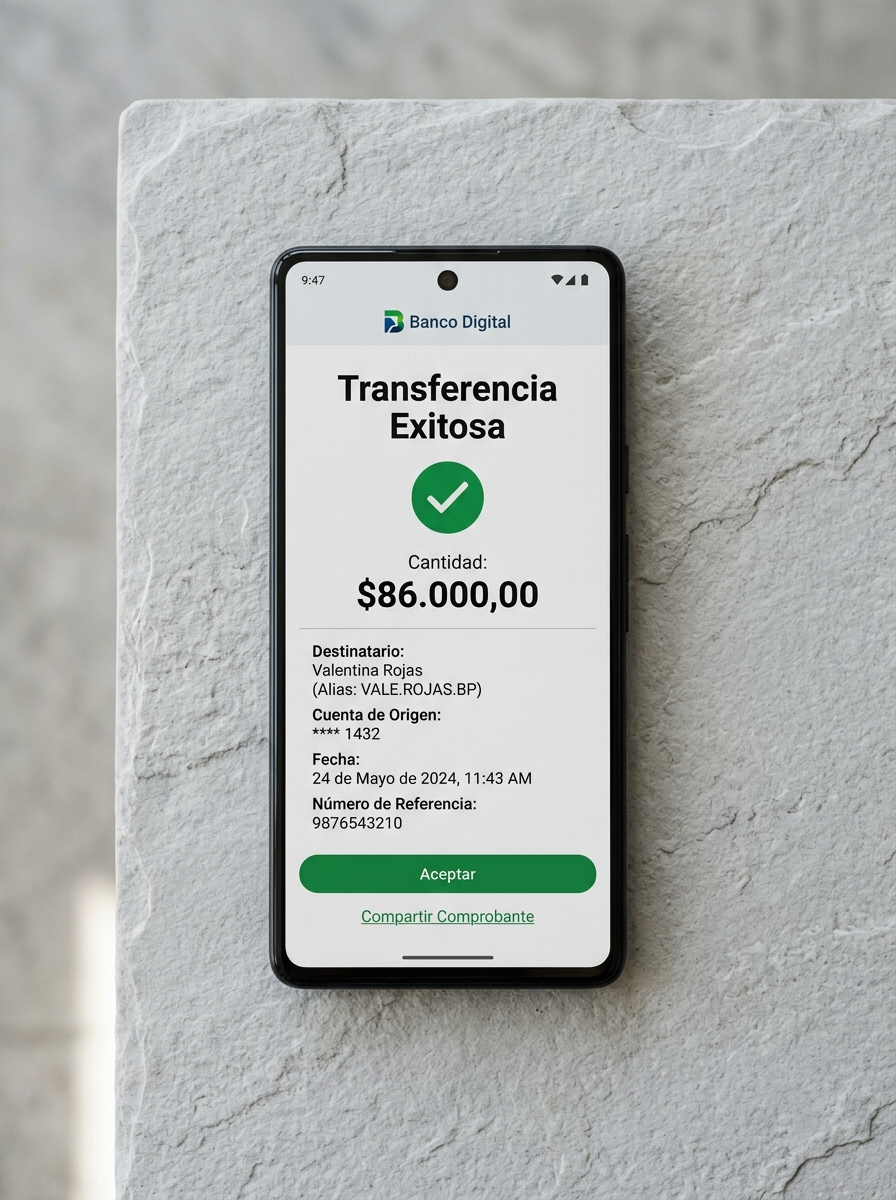 9:47
Banco Digital
Transferencia
Exitosa
Cantidad:
$86.000,00
Destinatario:
Valentina Rojas
(Alias: VALE.ROJAS.BP)
Cuenta de Origen:
**** 1432
Fecha:
24 de Mayo de 2024, 11:43 AM
Número de Referencia:
9876543210
Aceptar
Compartir Comprobante